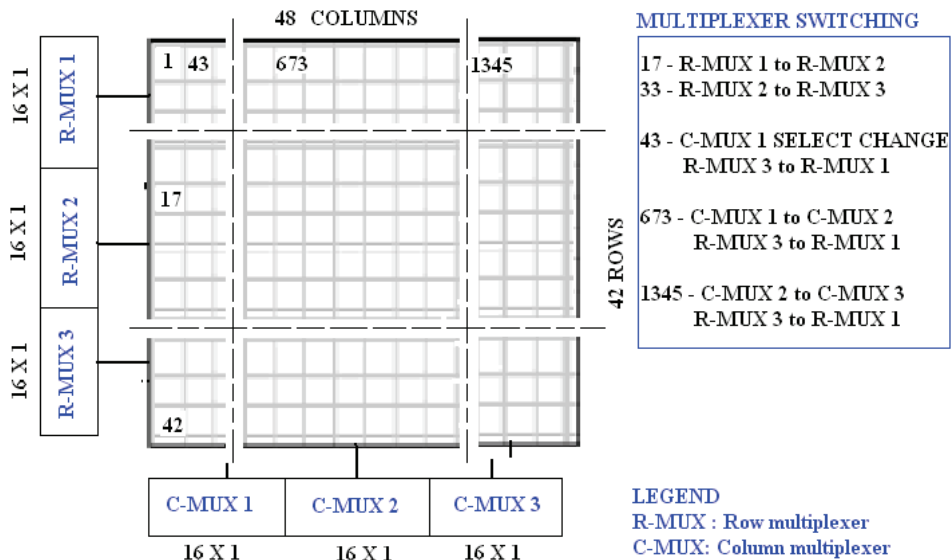 48 COLUMNS
1 43 673 1345
17
42
16 X 1
R-MUX 1
16 X 1
R-MUX 2
16 X 1
R-MUX 3
42 ROWS
C-MUX 1 C-MUX 2 C-MUX 3
16 X 1 16 X 1 16 X 1
MULTIPLEXER SWITCHING
17 - R-MUX 1 to R-MUX 2
33 - R-MUX 2 to R-MUX 3
43 - C-MUX 1 SELECT CHANGE
R-MUX 3 to R-MUX 1
673 - C-MUX 1 to C-MUX 2
R-MUX 3 to R-MUX 1
1345 - C-MUX 2 to C-MUX 3
R-MUX 3 to R-MUX 1
LEGEND
R-MUX : Row multiplexer
C-MUX: Column multiplexer